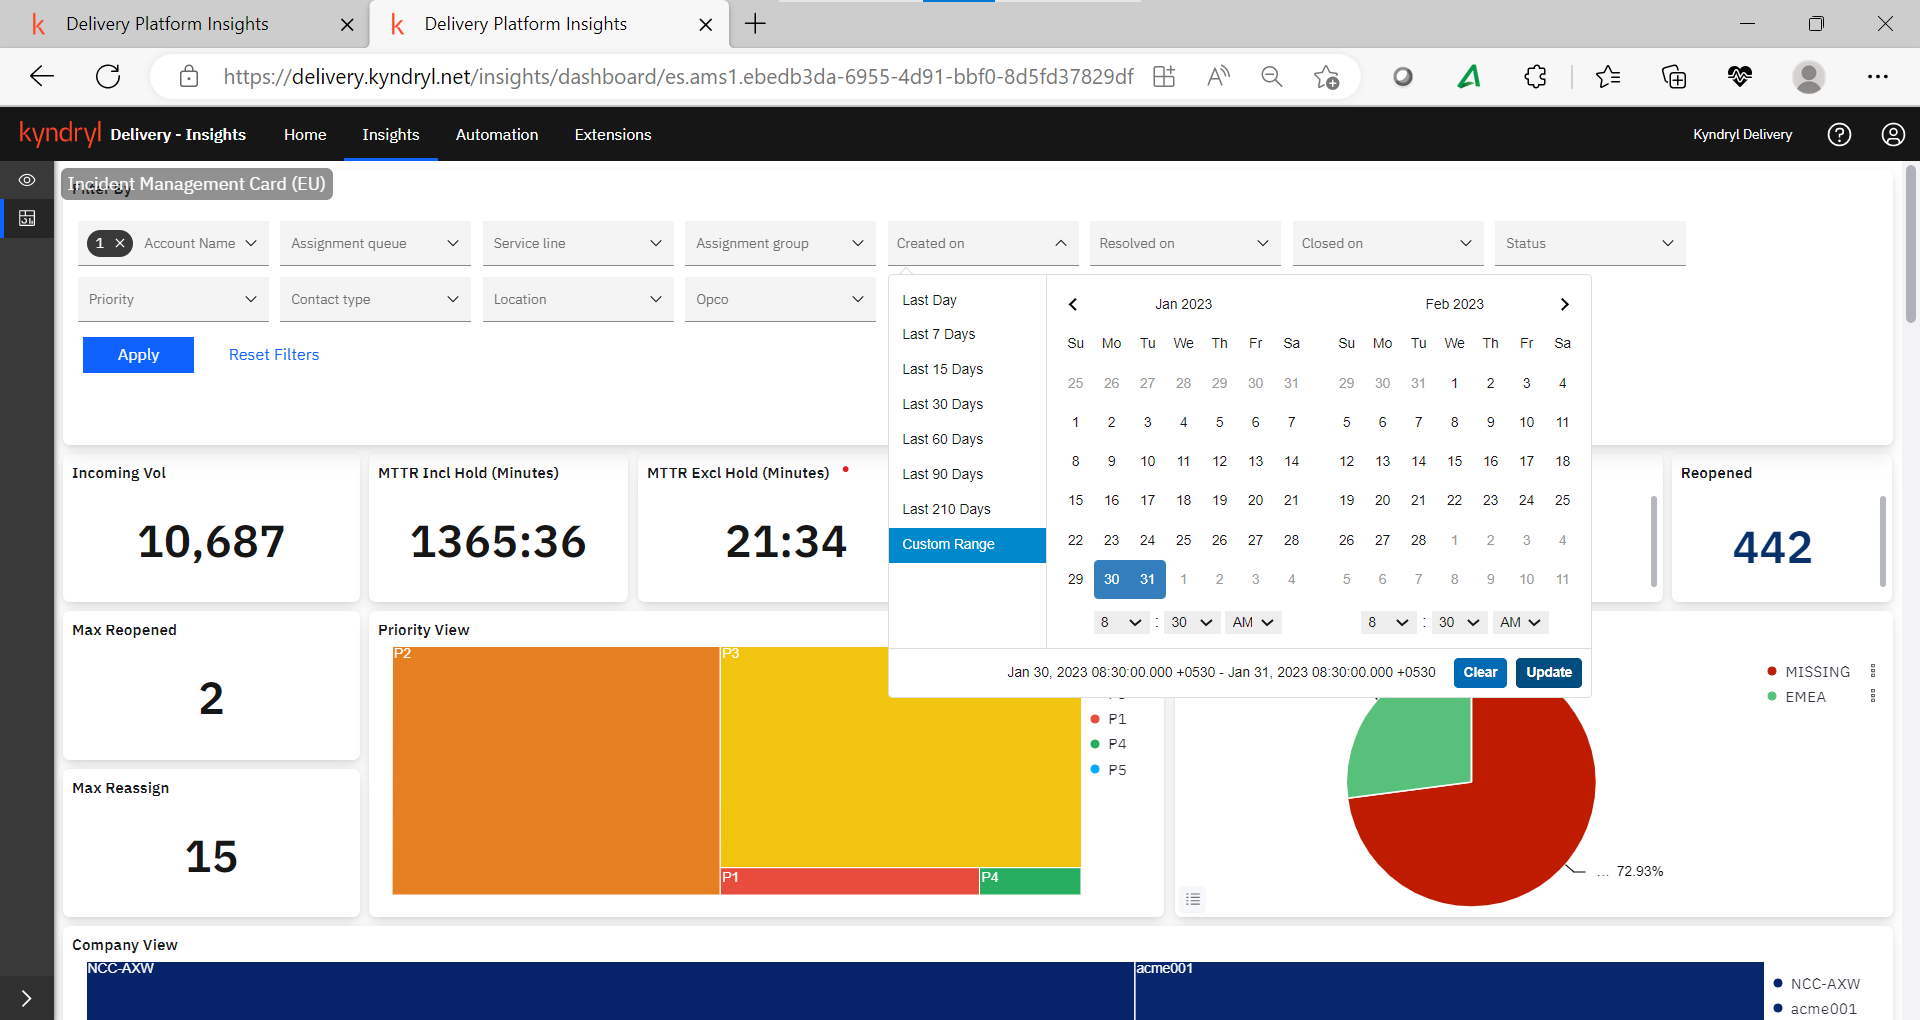 Delivery Platform Insights
Delivery Platform Insights
https://delivery.kyndryl.net/insights/dashboard/es.ams1.ebedb3da-6955-4d91-bbf0-8d5fd37829df
kyndryl Delivery - Insights Home Insights Automation Extensions Kyndryl Delivery
Filter By
Incident Management Card (EU)
1 Account Name Assignment queue Service line Assignment group Created on Resolved on Closed on Status
Priority Contact type Location Opco
Apply Reset Filters
Last Day
Last 7 Days
Last 15 Days
Last 30 Days
Last 60 Days
Last 90 Days
Last 210 Days
Custom Range
Jan 2023
Su Mo Tu We Th Fr Sa
25 26 27 28 29 30 31
1 2 3 4 5 6 7
8 9 10 11 12 13 14
15 16 17 18 19 20 21
22 23 24 25 26 27 28
29 30 31 1 2 3 4
8 : 30 AM
Feb 2023
Su Mo Tu We Th Fr Sa
29 30 31 1 2 3 4
5 6 7 8 9 10 11
12 13 14 15 16 17 18
19 20 21 22 23 24 25
26 27 28 1 2 3 4
5 6 7 8 9 10 11
8 : 30 AM
Jan 30, 2023 08:30:00.000 +0530 - Jan 31, 2023 08:30:00.000 +0530 Clear Update
Incoming Vol
10,687
MTTR Incl Hold (Minutes)
1365:36
MTTR Excl Hold (Minutes)
21:34
Reopened
442
Max Reopened
2
Max Reassign
15
Priority View
P2
P3
P1
P4
P1
P4
P5
MISSING
EMEA
... 72.93%
Company View
NCC-AXW
acme001
NCC-AXW
acme001